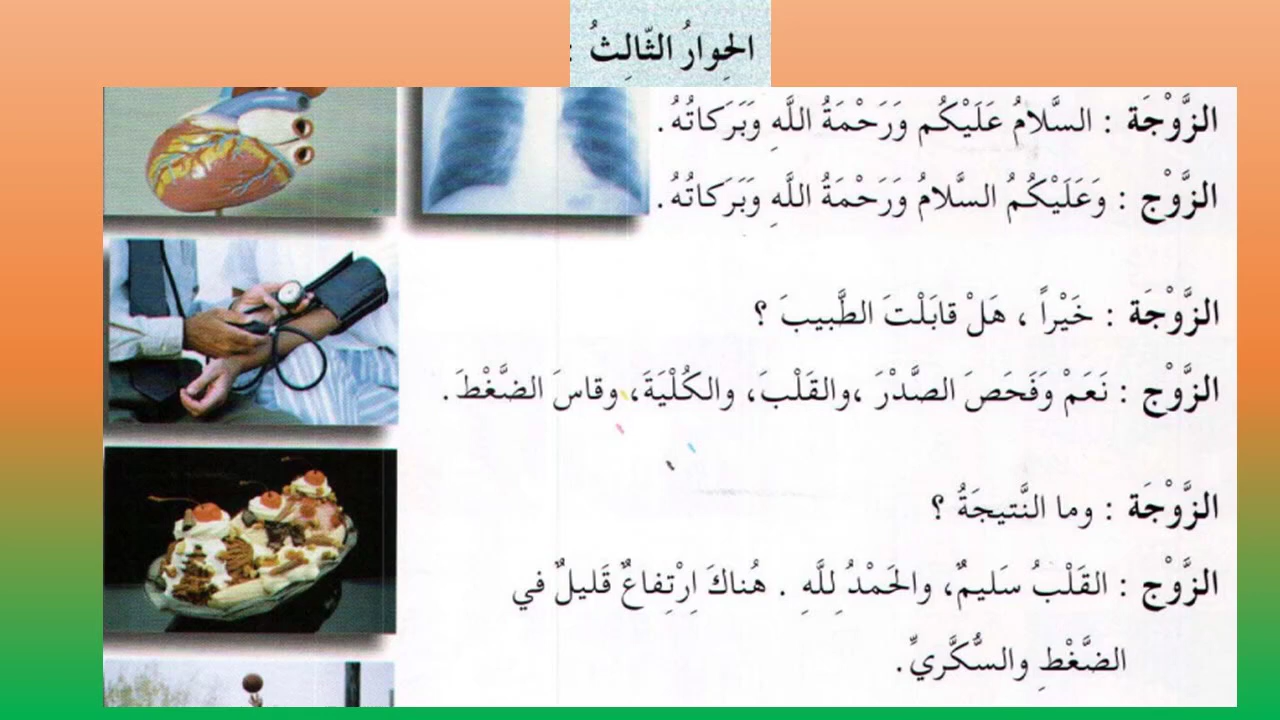 الحِوارُ الثّالِثُ :
الزَّوْجَة : السَّلامُ عَلَيْكُم وَرَحْمَةُ اللَّهِ وَبَرَكاتُهُ.
الزَّوْج : وَعَلَيْكُمُ السَّلامُ وَرَحْمَةُ اللَّهِ وَبَرَكاتُهُ.
الزَّوْجَة : خَيْراً ، هَلْ قابَلْتَ الطَّبيبَ ؟
الزَّوْج : نَعَمْ وَفَحَصَ الصَّدْرَ ،والقَلْبَ، والكُلْيَةَ، وقاسَ الضَّغْطَ .
الزَّوْجَة : وما النَّتيجَةُ ؟
الزَّوْج : القَلْبُ سَليمٌ، والحَمْدُ لِلَّهِ . هُناكَ اِرْتِفاعٌ قَليلٌ في
الضَّغْطِ والسُّكَّريِّ.